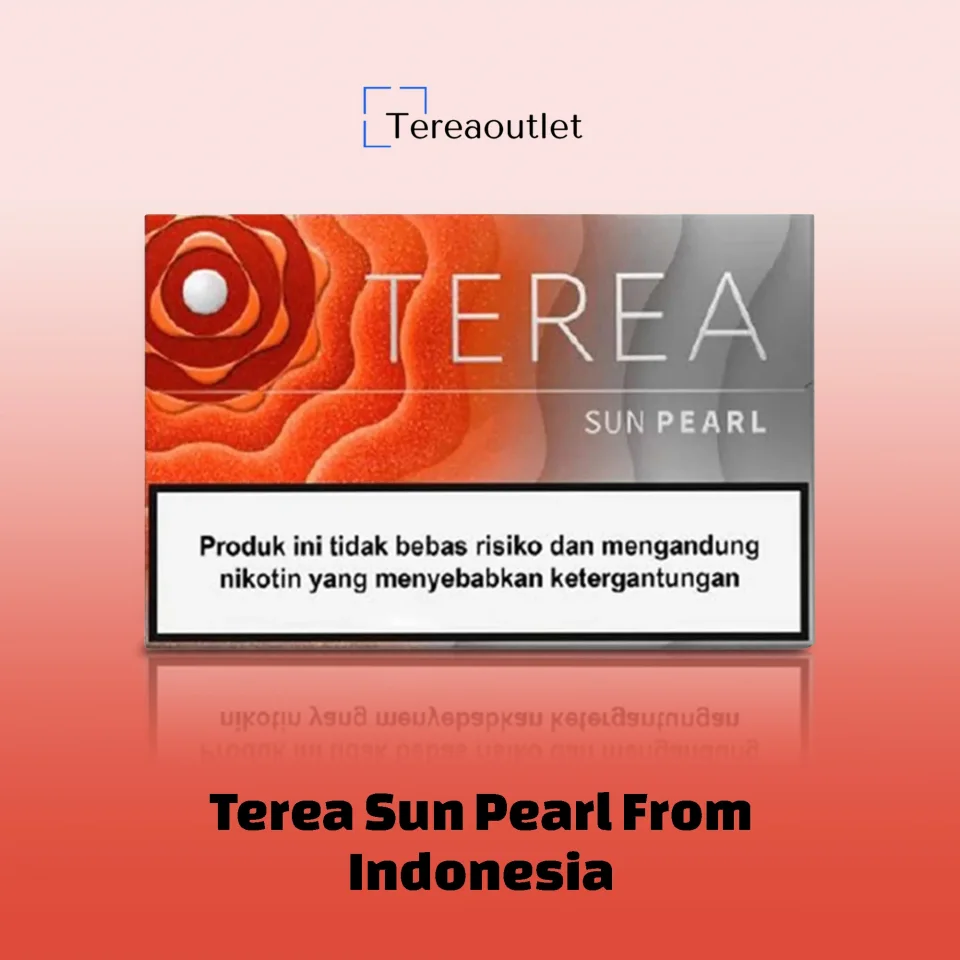 Tereaoutlet
TEREA
SUN PEARL
Produk ini tidak bebas risiko dan mengandung
nikotin yang menyebabkan ketergantungan
Terea Sun Pearl From
Indonesia